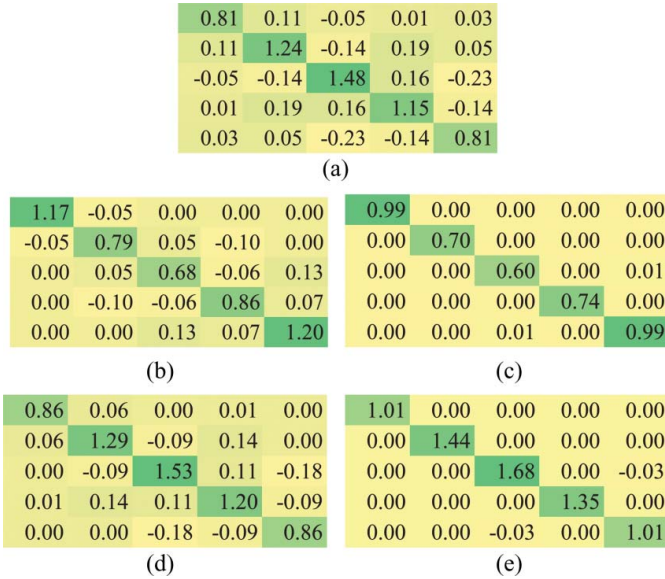 0.81 0.11 -0.05 0.01 0.03
0.11 1.24 -0.14 0.19 0.05
-0.05 -0.14 1.48 0.16 -0.23
0.01 0.19 0.16 1.15 -0.14
0.03 0.05 -0.23 -0.14 0.81
(a)
1.17 -0.05 0.00 0.00 0.00
-0.05 0.79 0.05 -0.10 0.00
0.00 0.05 0.68 -0.06 0.13
0.00 -0.10 -0.06 0.86 0.07
0.00 0.00 0.13 0.07 1.20
(b)
0.99 0.00 0.00 0.00 0.00
0.00 0.70 0.00 0.00 0.00
0.00 0.00 0.60 0.00 0.01
0.00 0.00 0.00 0.74 0.00
0.00 0.00 0.01 0.00 0.99
(c)
0.86 0.06 0.00 0.01 0.00
0.06 1.29 -0.09 0.14 0.00
0.00 -0.09 1.53 0.11 -0.18
0.01 0.14 0.11 1.20 -0.09
0.00 0.00 -0.18 -0.09 0.86
(d)
1.01 0.00 0.00 0.00 0.00
0.00 1.44 0.00 0.00 0.00
0.00 0.00 1.68 0.00 -0.03
0.00 0.00 0.00 1.35 0.00
0.00 0.00 -0.03 0.00 1.01
(e)